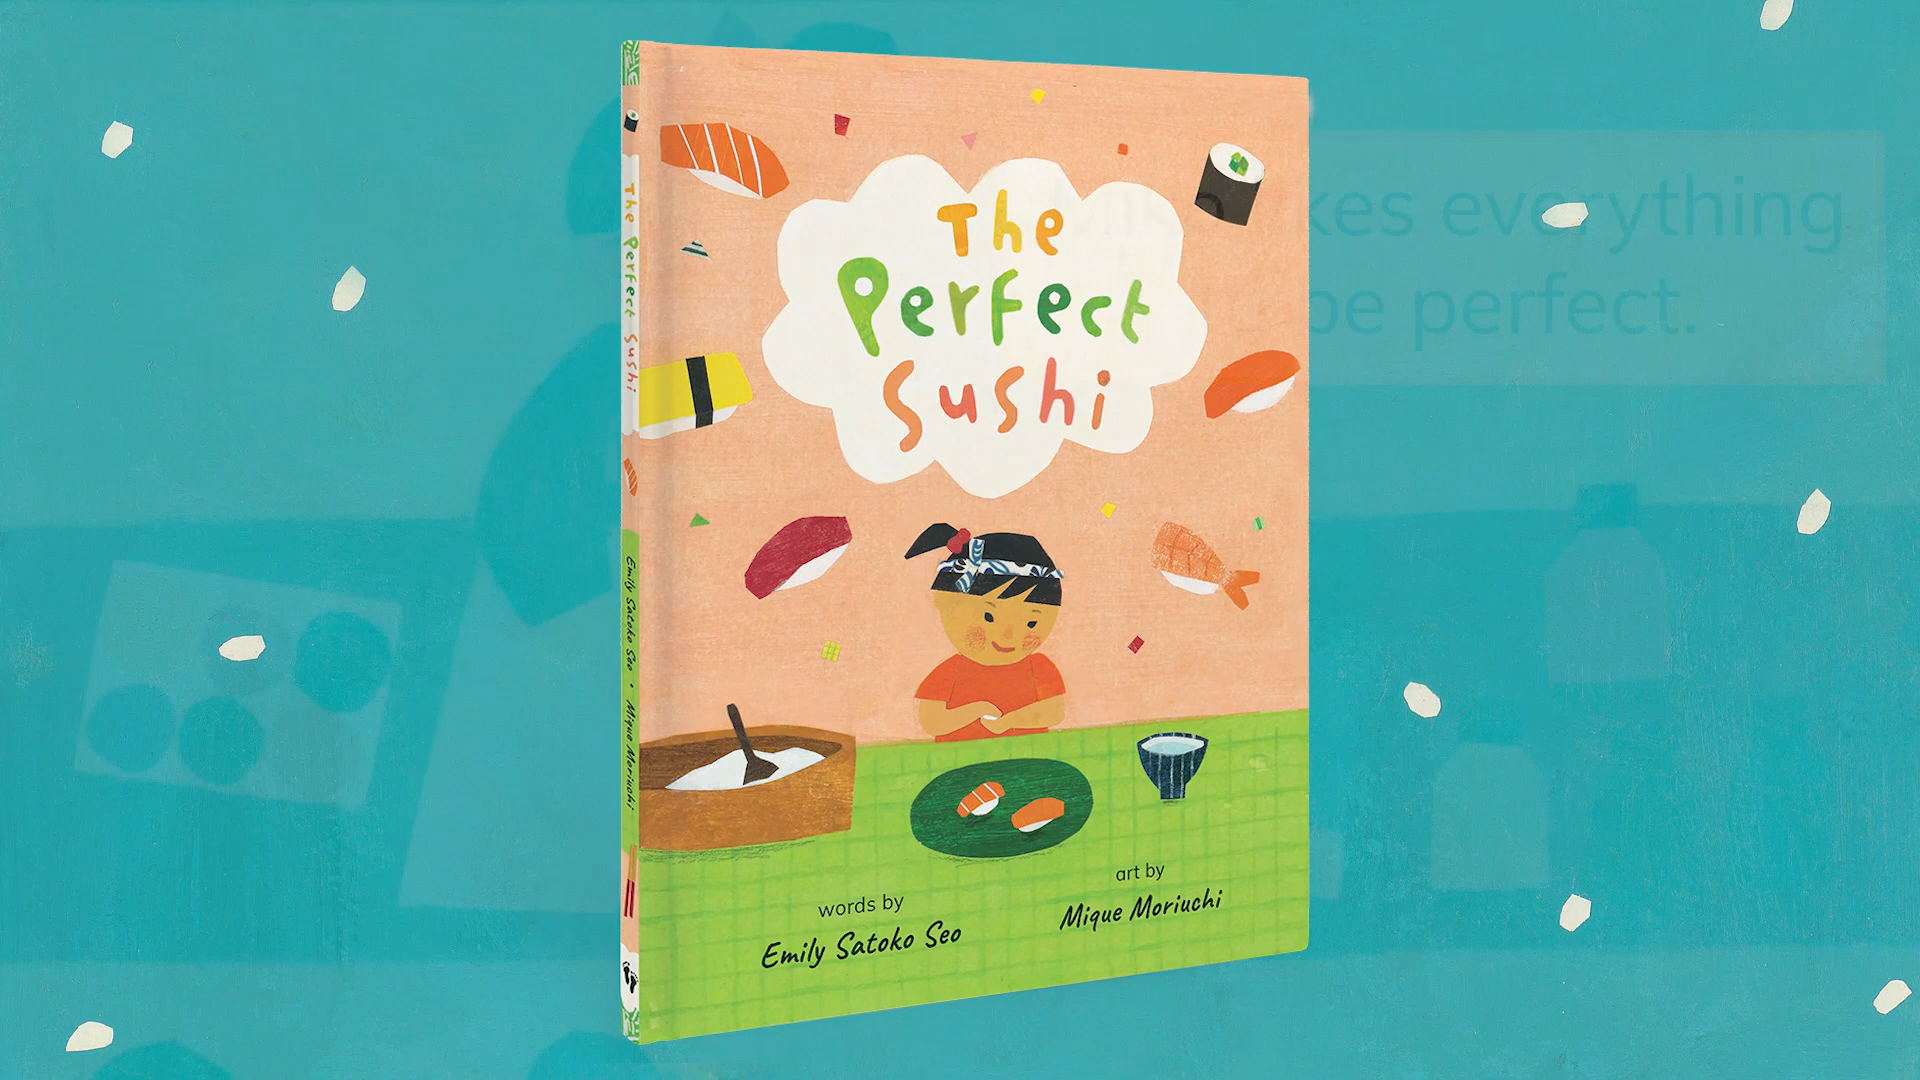 The
Perfect
Sushi
words by
Emily Satoko Seo
art by
Mique Moriuchi
The Perfect Sushi
Emily Satoko Seo • Mique Moriuchi
everything
be perfect.